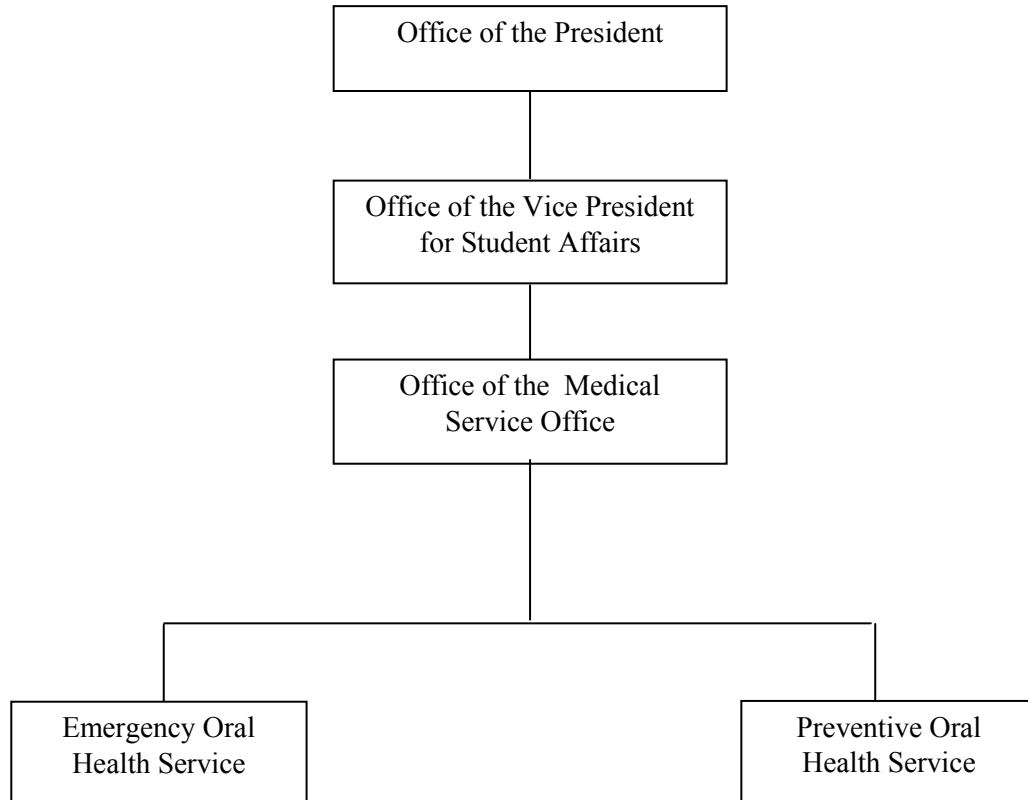 Office of the President
Office of the Vice President
for Student Affairs
Office of the  Medical
Service Office
Emergency Oral
Health Service
Preventive Oral
Health Service